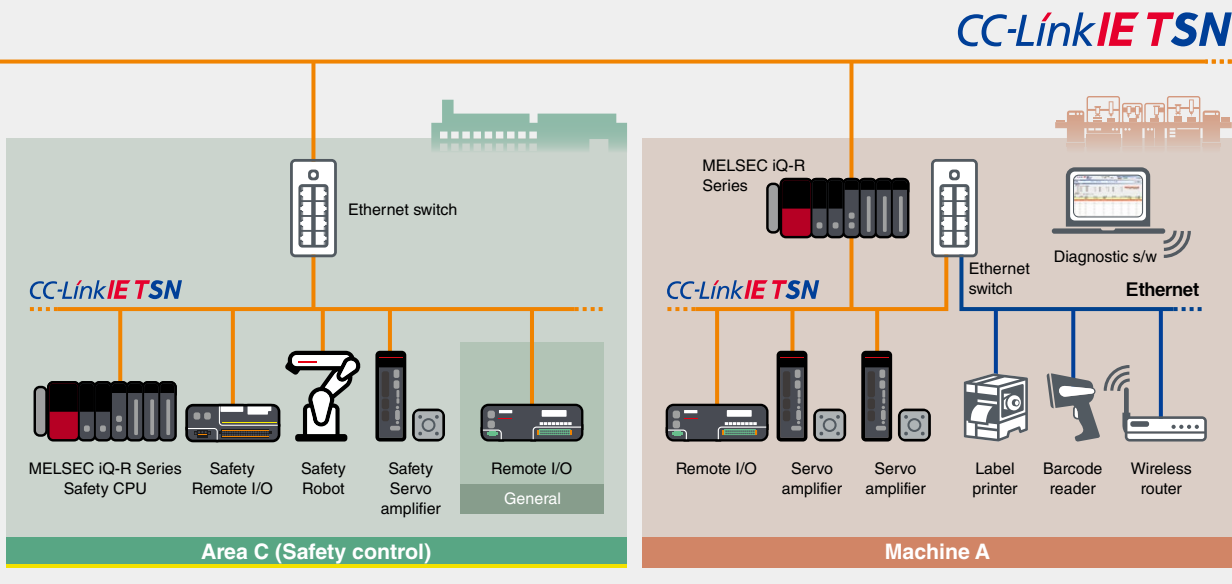 CC-Link IE TSN
Ethernet switch
CC-Link IE TSN
MELSEC iQ-R Series
Safety CPU
Safety
Remote I/O
Safety
Robot
Safety
Servo
amplifier
Remote I/O
General
Area C (Safety control)
MELSEC iQ-R
Series
Diagnostic s/w
Ethernet
switch
Ethernet
CC-Link IE TSN
Remote I/O
Servo
amplifier
Servo
amplifier
Label
printer
Barcode
reader
Wireless
router
Machine A